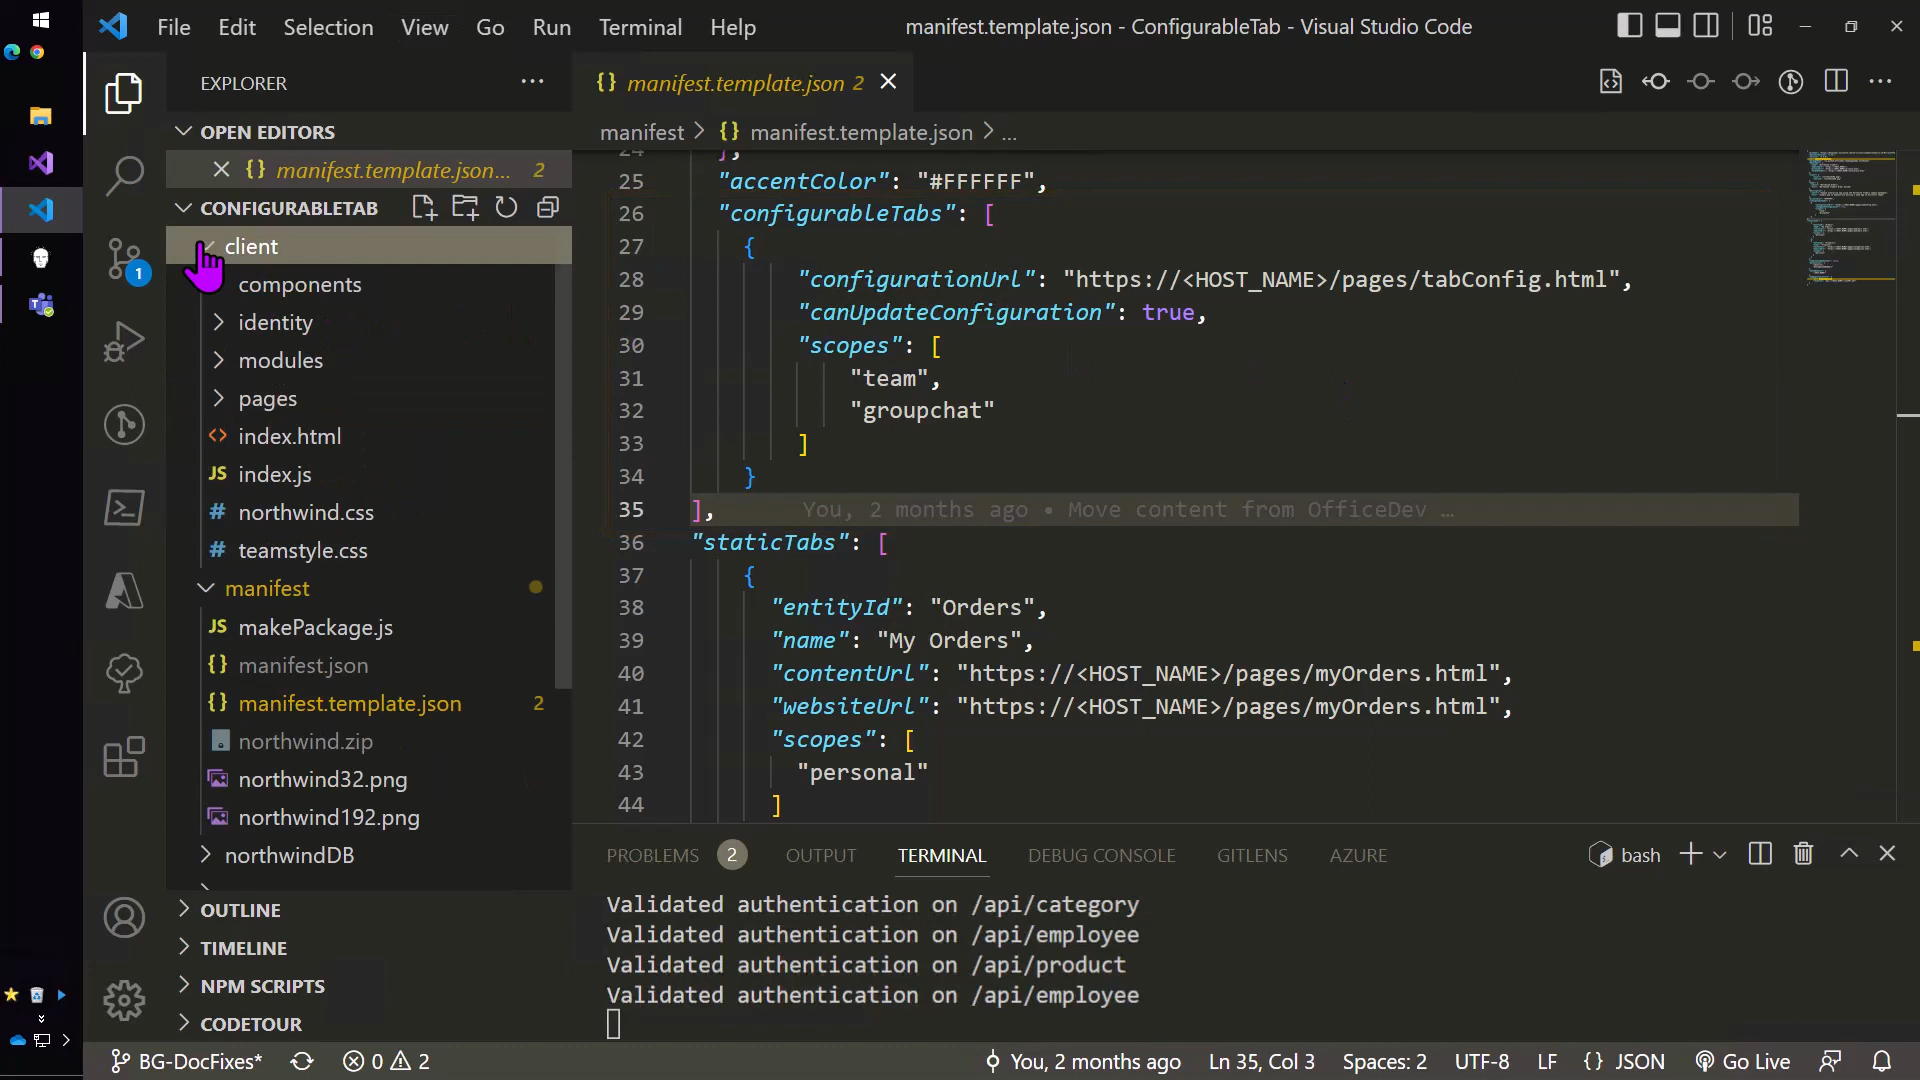 File Edit Selection View Go Run Terminal Help manifest.template.json - ConfigurableTab - Visual Studio Code
EXPLORER ...
OPEN EDITORS
{} manifest.template.json... 2
CONFIGURABLETAB
client
components
identity
modules
pages
<> index.html
JS index.js
# northwind.css
# teamstyle.css
manifest
JS makePackage.js
{} manifest.json
{} manifest.template.json 2
northwind.zip
northwind32.png
northwind192.png
northwindDB
OUTLINE
TIMELINE
NPM SCRIPTS
CODETOUR
1
{} manifest.template.json 2
manifest > {} manifest.template.json > ...
24 ],
25 "accentColor": "#FFFFFF",
26 "configurableTabs": [
27 {
28 "configurationUrl": "https://<HOST_NAME>/pages/tabConfig.html",
29 "canUpdateConfiguration": true,
30 "scopes": [
31 "team",
32 "groupchat"
33 ]
34 }
35 ], You, 2 months ago • Move content from OfficeDev …
36 "staticTabs": [
37 {
38 "entityId": "Orders",
39 "name": "My Orders",
40 "contentUrl": "https://<HOST_NAME>/pages/myOrders.html",
41 "websiteUrl": "https://<HOST_NAME>/pages/myOrders.html",
42 "scopes": [
43 "personal"
44 ]
PROBLEMS 2 OUTPUT TERMINAL DEBUG CONSOLE GITLENS AZURE bash
Validated authentication on /api/category
Validated authentication on /api/employee
Validated authentication on /api/product
Validated authentication on /api/employee
BG-DocFixes* 0 2 You, 2 months ago Ln 35, Col 3 Spaces: 2 UTF-8 LF {} JSON Go Live